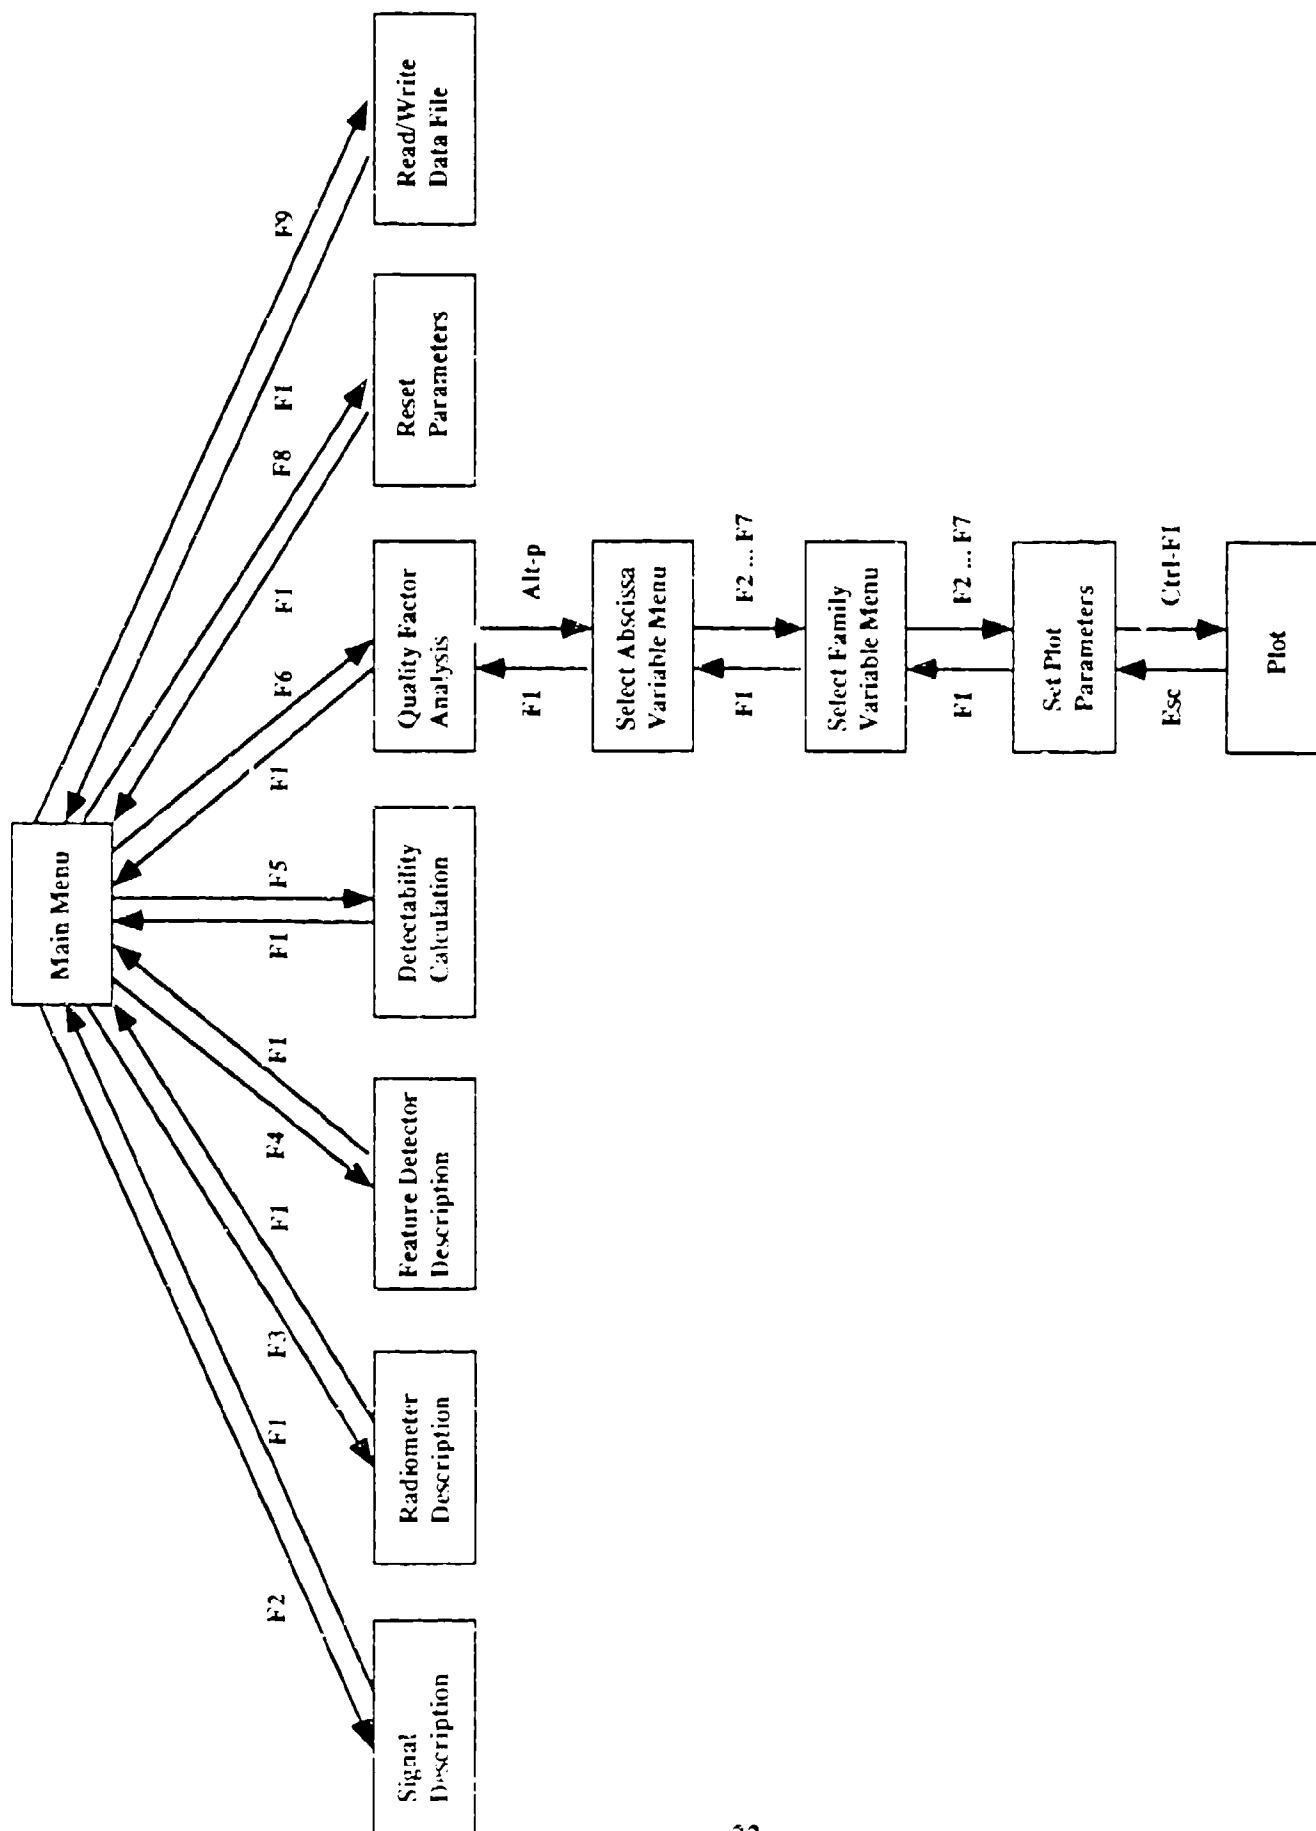 Main Menu
F2
F1
F3
F1
F4
F1
F1
F5
F1
F6
F1
F8
F1
F9
Signal
Description
Radiometer
Description
Feature Detector
Description
Detectability
Calculation
Quality Factor
Analysis
Reset
Parameters
Read/Write
Data File
F1
Alt-p
Select Abscissa
Variable Menu
F1
F2 ... F7
Select Family
Variable Menu
F1
F2 ... F7
Set Plot
Parameters
Esc
Ctrl-F1
Plot